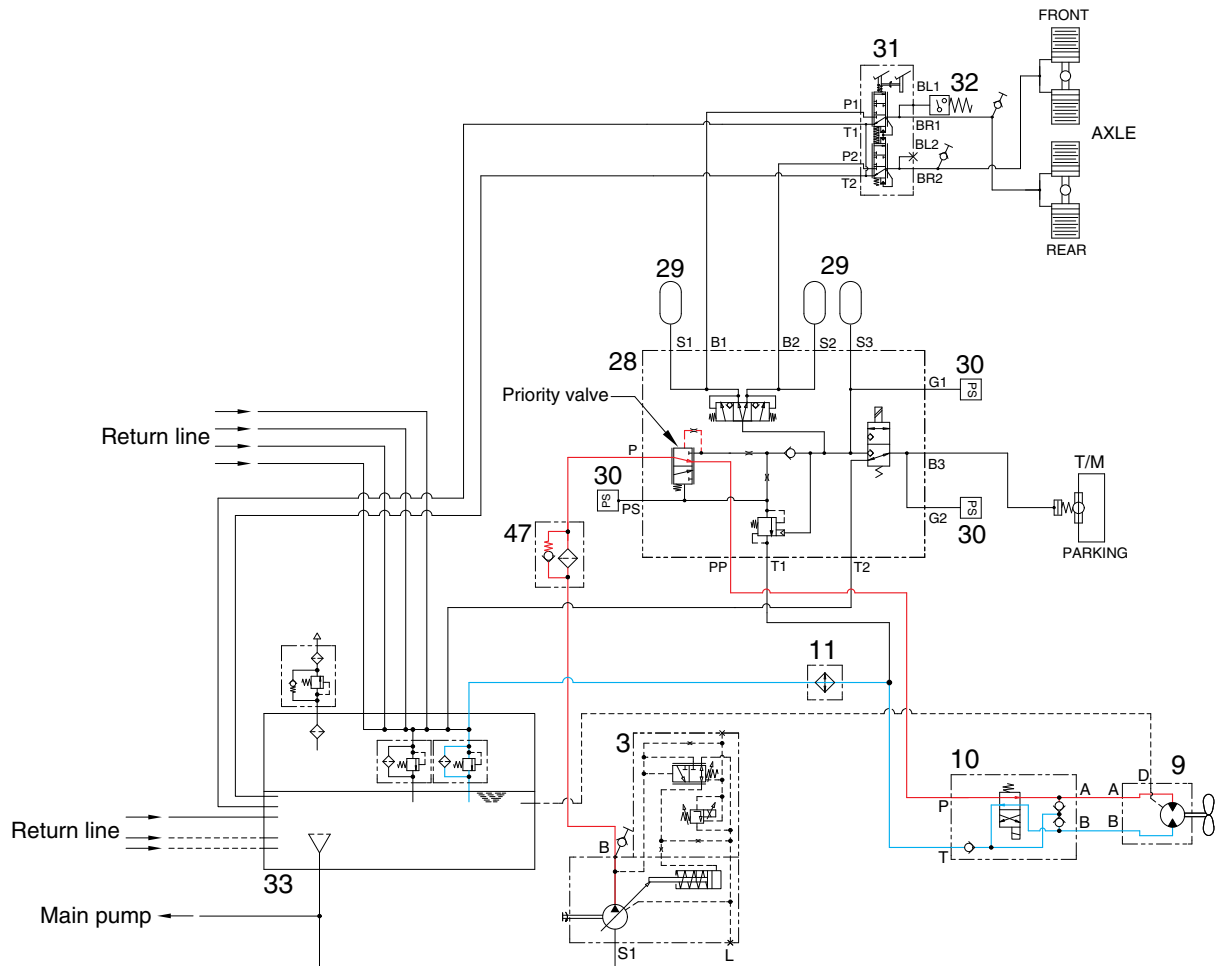 FRONT
31
BL1
32
P1
T1
BR1
AXLE
BL2
P2
T2
BR2
REAR
29
29
S1
B1
B2
S2
S3
28
30
G1
PS
Priority valve
Return line
P
30
PS
PS
B3
T/M
G2
PS
30
47
PP
T1
T2
PARKING
11
3
10
D
9
P
A
A
B
B
T
Return line
B
33
Main pump
S1
L